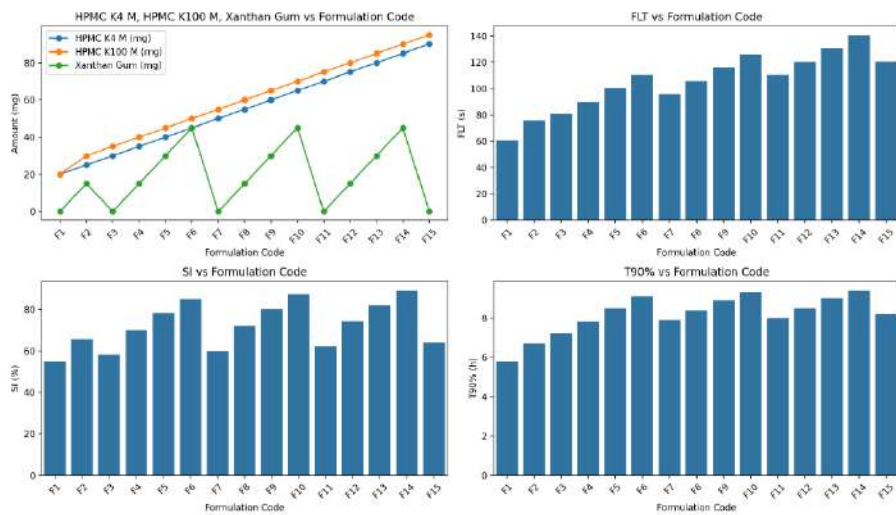 HPMC K4 M, HPMC K100 M, Xanthan Gum vs Formulation Code
HPMC K4 M (mg)
HPMC K100 M (mg)
Xanthan Gum (mg)
Amount (mg)
80
60
40
20
0
F1 F2 F3 F4 F5 F6 F7 F8 F9 F10 F11 F12 F13 F14 F15
Formulation Code
FLT vs Formulation Code
FLT (s)
140
120
100
80
60
40
20
0
F1 F2 F3 F4 F5 F6 F7 F8 F9 F10 F11 F12 F13 F14 F15
Formulation Code
SI vs Formulation Code
SI (%)
80
60
40
20
0
F1 F2 F3 F4 F5 F6 F7 F8 F9 F10 F11 F12 F13 F14 F15
Formulation Code
T90% vs Formulation Code
T90% (h)
8
6
4
2
0
F1 F2 F3 F4 F5 F6 F7 F8 F9 F10 F11 F12 F13 F14 F15
Formulation Code